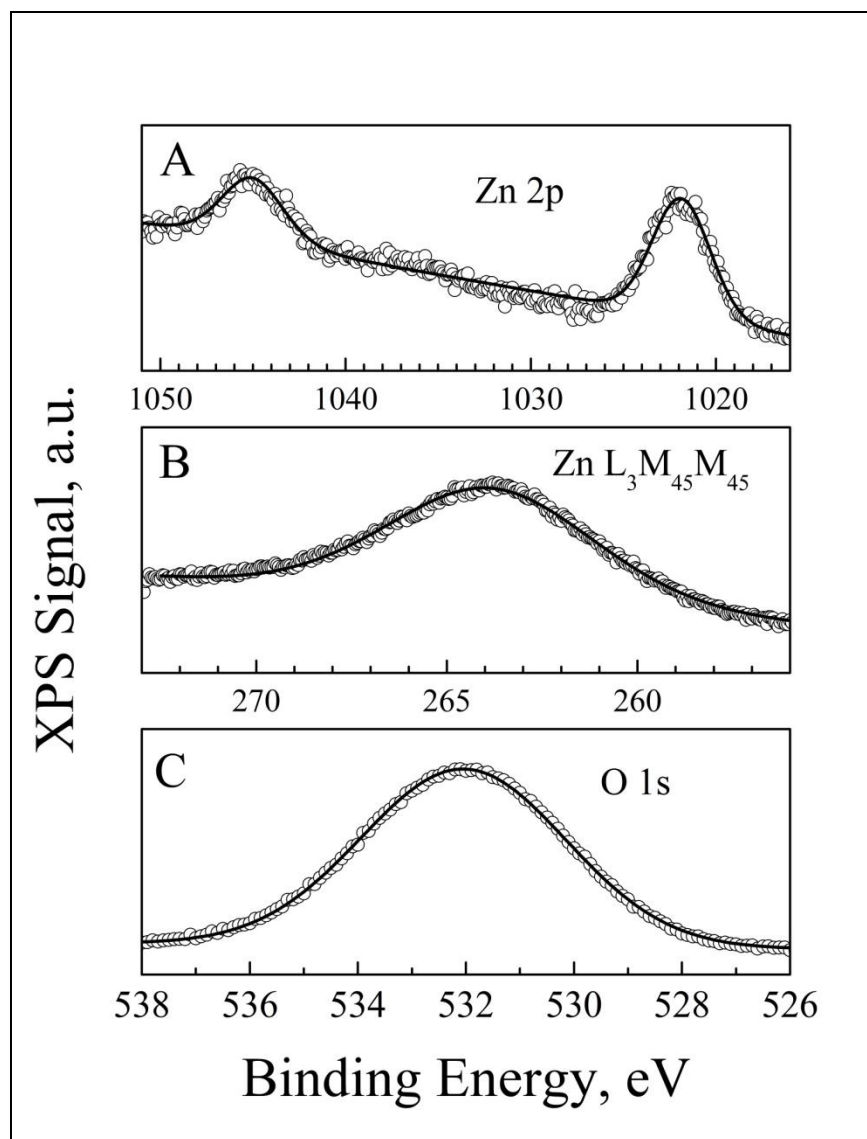 XPS Signal, a.u.
A
Zn 2p
1050 1040 1030 1020
B
Zn L₃M₄₅M₄₅
270 265 260
C
O 1s
538 536 534 532 530 528 526
Binding Energy, eV